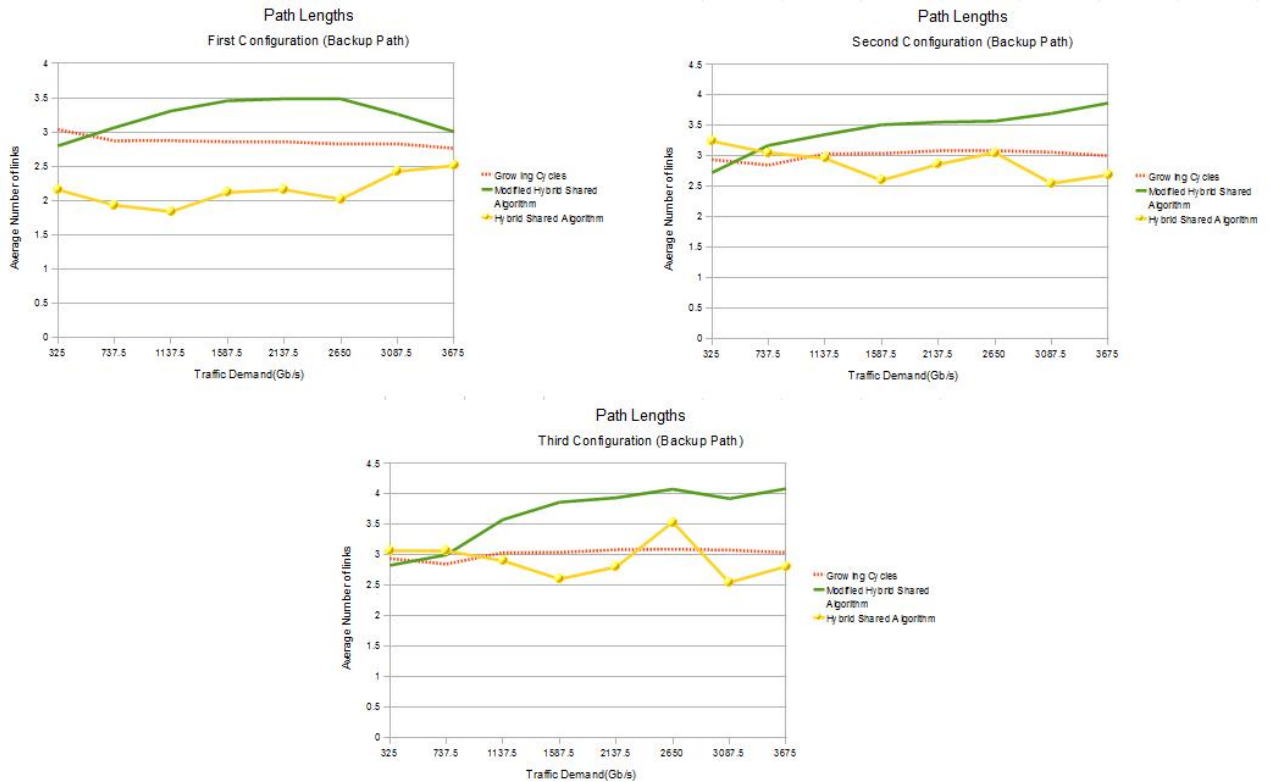 Path Lengths
First Configuration (Backup Path)
4
3.5
3
2.5
2
1.5
1
0.5
0
Average Number of links
325 737.5 1137.5 1587.5 2137.5 2650 3087.5 3675
Traffic Demand(Gb/s)
Growing Cycles
Modified Hybrid Shared
Algorithm
Hybrid Shared Algorithm
Path Lengths
Second Configuration (Backup Path)
4.5
4
3.5
3
2.5
2
1.5
1
0.5
0
Average Number of links
325 737.5 1137.5 1587.5 2137.5 2650 3087.5 3675
Traffic Demand(Gb/s)
Growing Cycles
Modified Hybrid Shared
Algorithm
Hybrid Shared Algorithm
Path Lengths
Third Configuration (Backup Path)
4.5
4
3.5
3
2.5
2
1.5
1
0.5
0
Average Number of links
325 737.5 1137.5 1587.5 2137.5 2650 3087.5 3675
Traffic Demand(Gb/s)
Growing Cycles
Modified Hybrid Shared
Algorithm
Hybrid Shared Algorithm